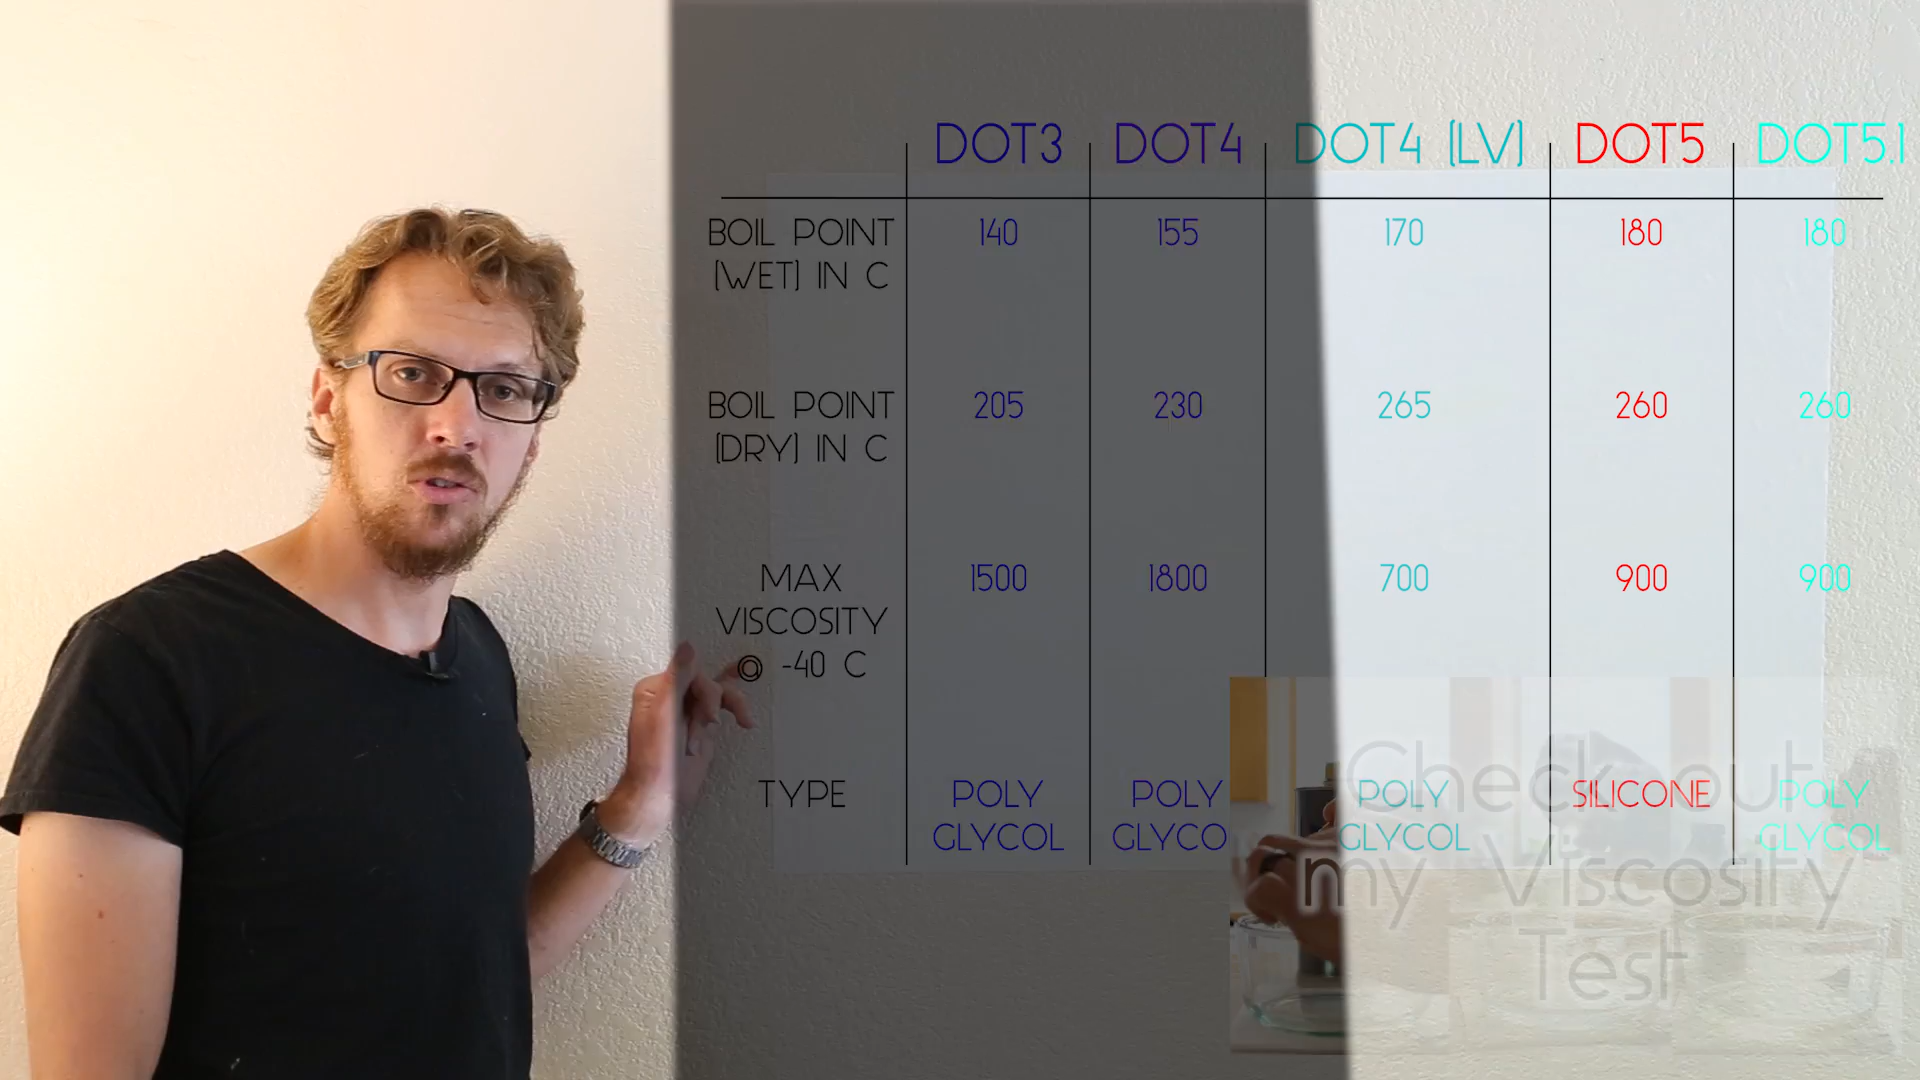 DOT3 DOT4 DOT4 (LV) DOT5 DOT5.1
BOIL POINT 140 155 170 180 180
(WET) IN C
BOIL POINT 205 230 265 260 260
(DRY) IN C
MAX 1500 1800 700 900 900
VISCOSITY
@ -40 C
TYPE POLY POLY POLY SILICONE POLY
GLYCOL GLYCO GLYCOL GLYCOL
Check out
my Viscosity
Test